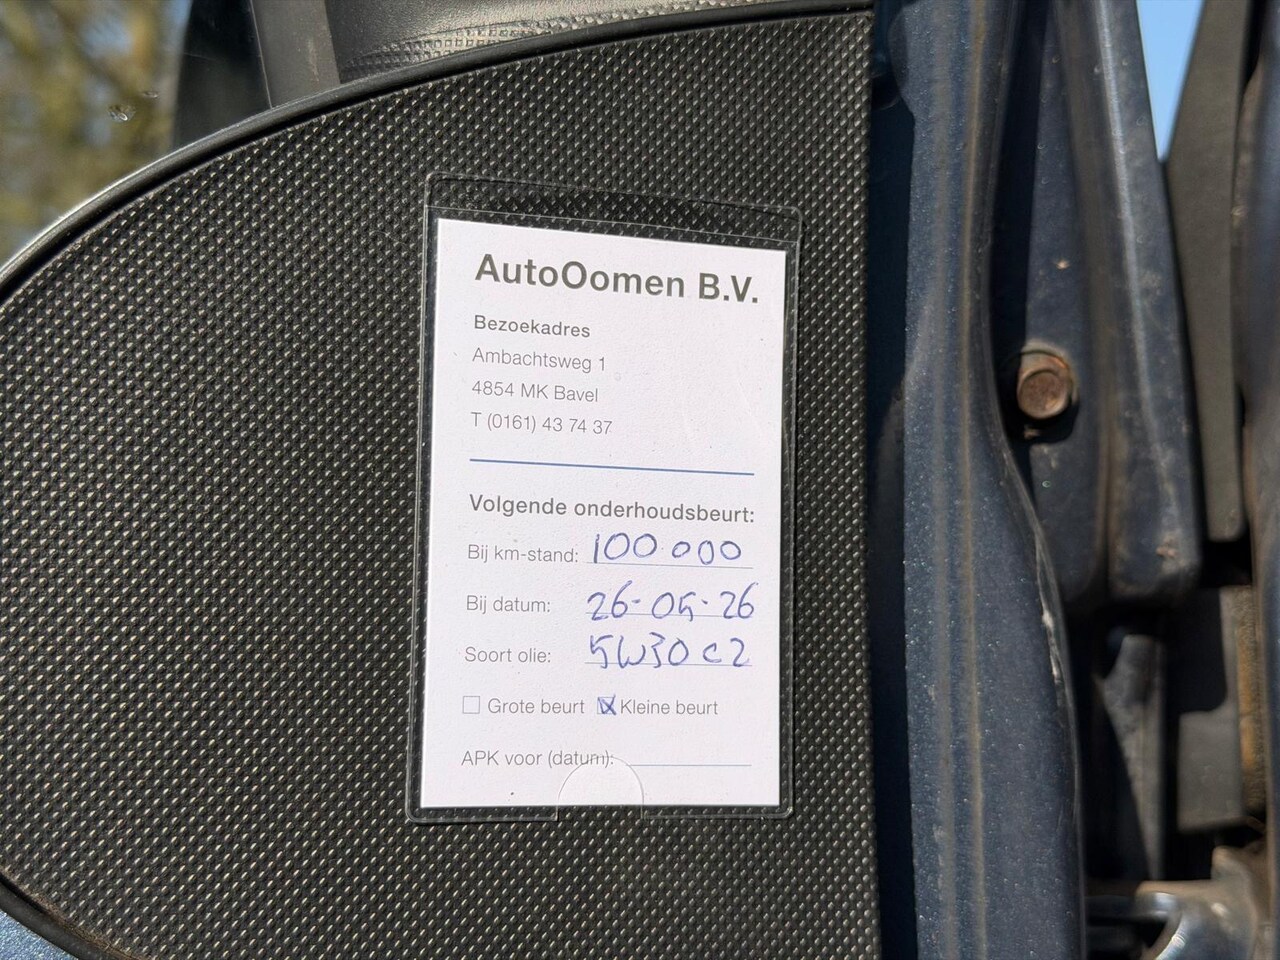 AutoOomen B.V.
Bezoekadres
Ambachtsweg 1
4854 MK Bavel
T (0161) 43 74 37
Volgende onderhoudsbeurt:
Bij km-stand: 100.000
Bij datum: 26-05-26
Soort olie: 5W30 C2
Grote beurt Kleine beurt
APK voor (datum):